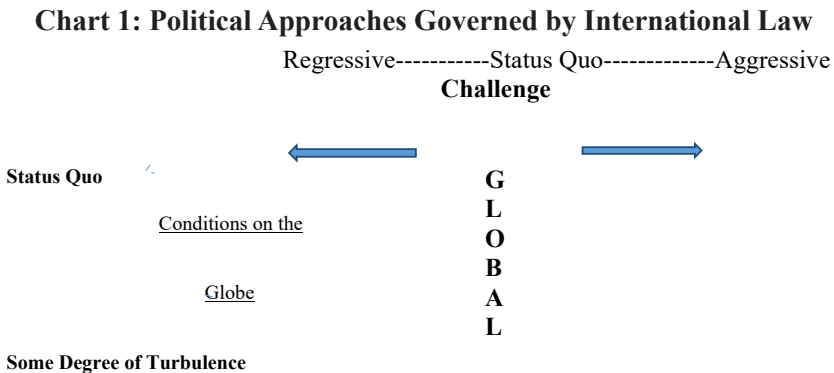 Chart 1: Political Approaches Governed by International Law
Regressive-----------Status Quo-------------Aggressive
Challenge
Status Quo
G
L
Conditions on the
O
B
Globe
A
L
Some Degree of Turbulence